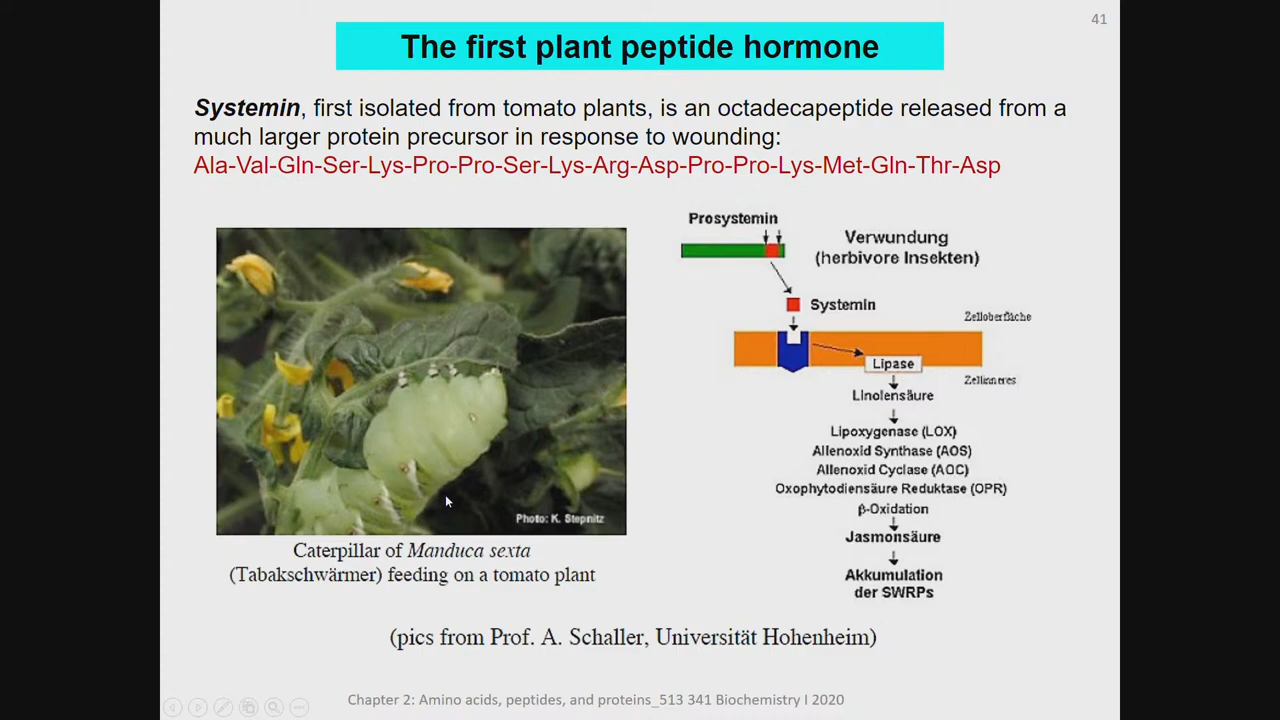 41
The first plant peptide hormone
Systemin, first isolated from tomato plants, is an octadecapeptide released from a
much larger protein precursor in response to wounding:
Ala-Val-Gln-Ser-Lys-Pro-Pro-Ser-Lys-Arg-Asp-Pro-Pro-Lys-Met-Gln-Thr-Asp
Photo: K. Stepnitz
Caterpillar of Manduca sexta
(Tabakschwärmer) feeding on a tomato plant
Prosystemin
Verwundung
(herbivore Insekten)
Systemin
Zelloberfläche
Lipase
Zellinneres
Linolensäure
Lipoxygenase (LOX)
Allenoxid Synthase (AOS)
Allenoxid Cyclase (AOC)
Oxophytodiensäure Reduktase (OPR)
β-Oxidation
Jasmonsäure
Akkumulation
der SWRPs
(pics from Prof. A. Schaller, Universität Hohenheim)
Chapter 2: Amino acids, peptides, and proteins_513 341 Biochemistry I 2020